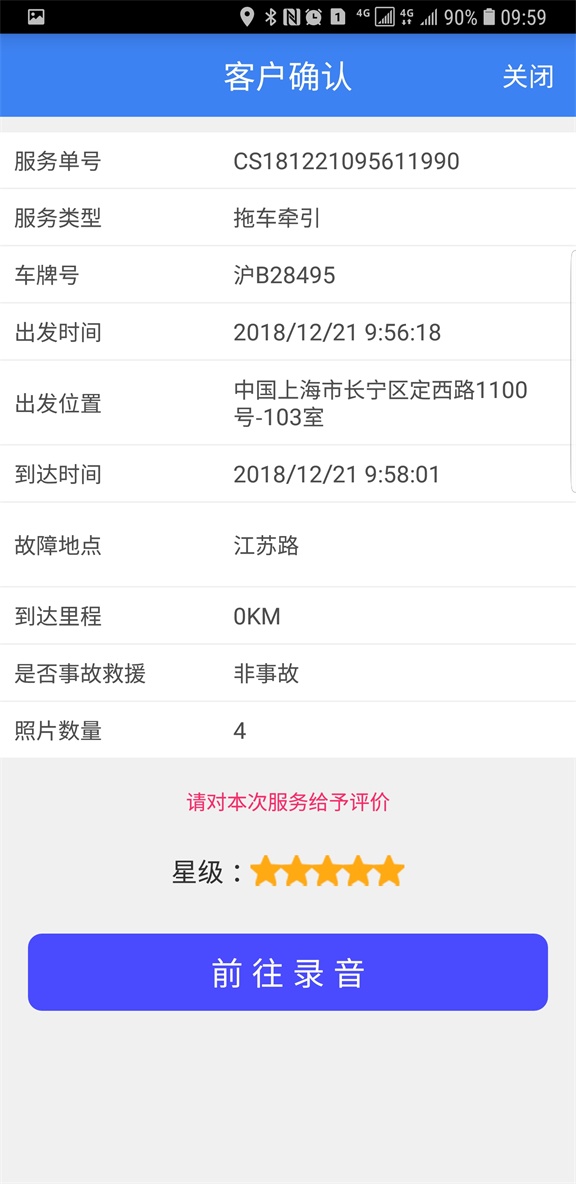 4G 4G 90% 09:59
客户确认 关闭
服务单号 CS181221095611990
服务类型 拖车牵引
车牌号 沪B28495
出发时间 2018/12/21 9:56:18
出发位置 中国上海市长宁区定西路1100
号-103室
到达时间 2018/12/21 9:58:01
故障地点 江苏路
到达里程 0KM
是否事故救援 非事故
照片数量 4
请对本次服务给予评价
星级：
前往录音